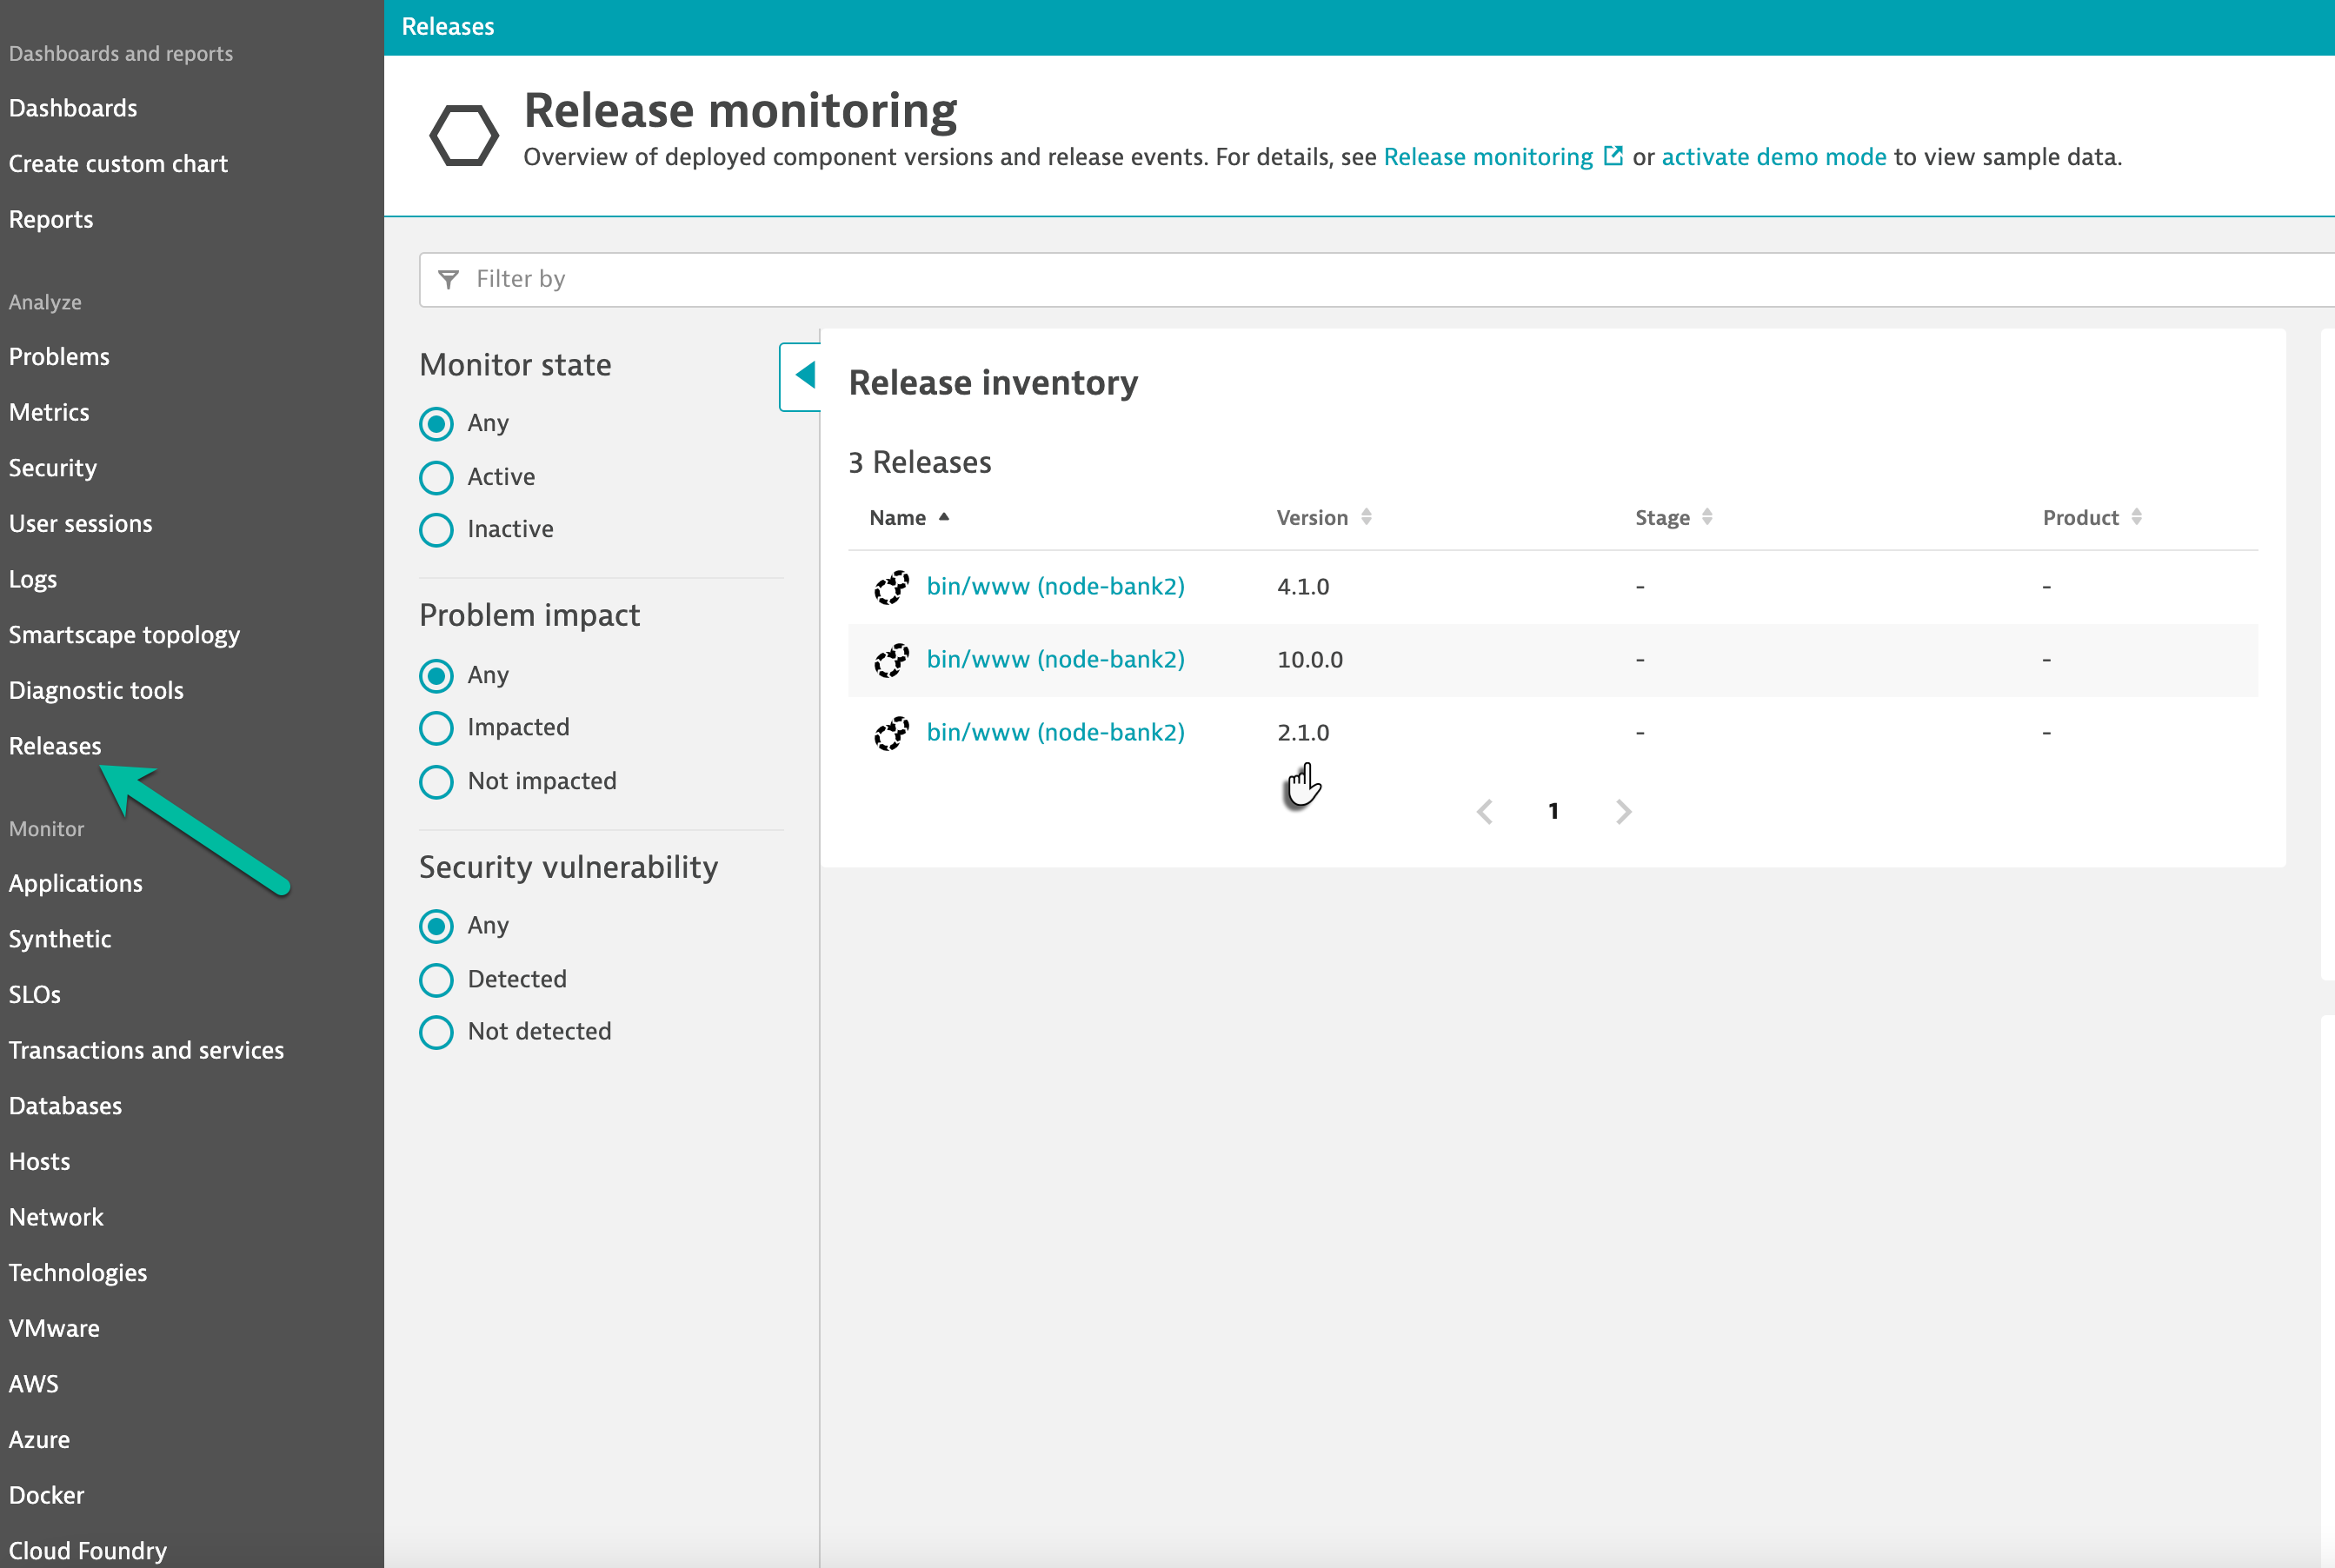 Dashboards and reports
Dashboards
Create custom chart
Reports
Analyze
Problems
Metrics
Security
User sessions
Logs
Smartscape topology
Diagnostic tools
Releases
Monitor
Applications
Synthetic
SLOs
Transactions and services
Databases
Hosts
Network
Technologies
VMware
AWS
Azure
Docker
Cloud Foundry
Releases
Release monitoring
Overview of deployed component versions and release events. For details, see Release monitoring or activate demo mode to view sample data.
Filter by
Monitor state
Any
Active
Inactive
Problem impact
Any
Impacted
Not impacted
Security vulnerability
Any
Detected
Not detected
Release inventory
3 Releases
Name Version Stage Product
bin/www (node-bank2) 4.1.0 - -
bin/www (node-bank2) 10.0.0 - -
bin/www (node-bank2) 2.1.0 - -
1